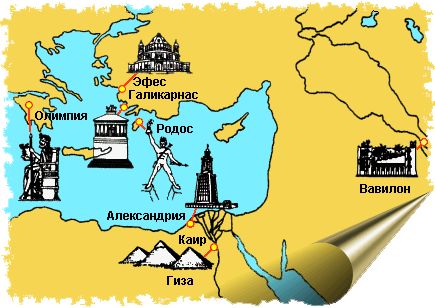 Эфес
Галикарнас
Олимпия
Родос
Вавилон
Александрия
Каир
Гиза